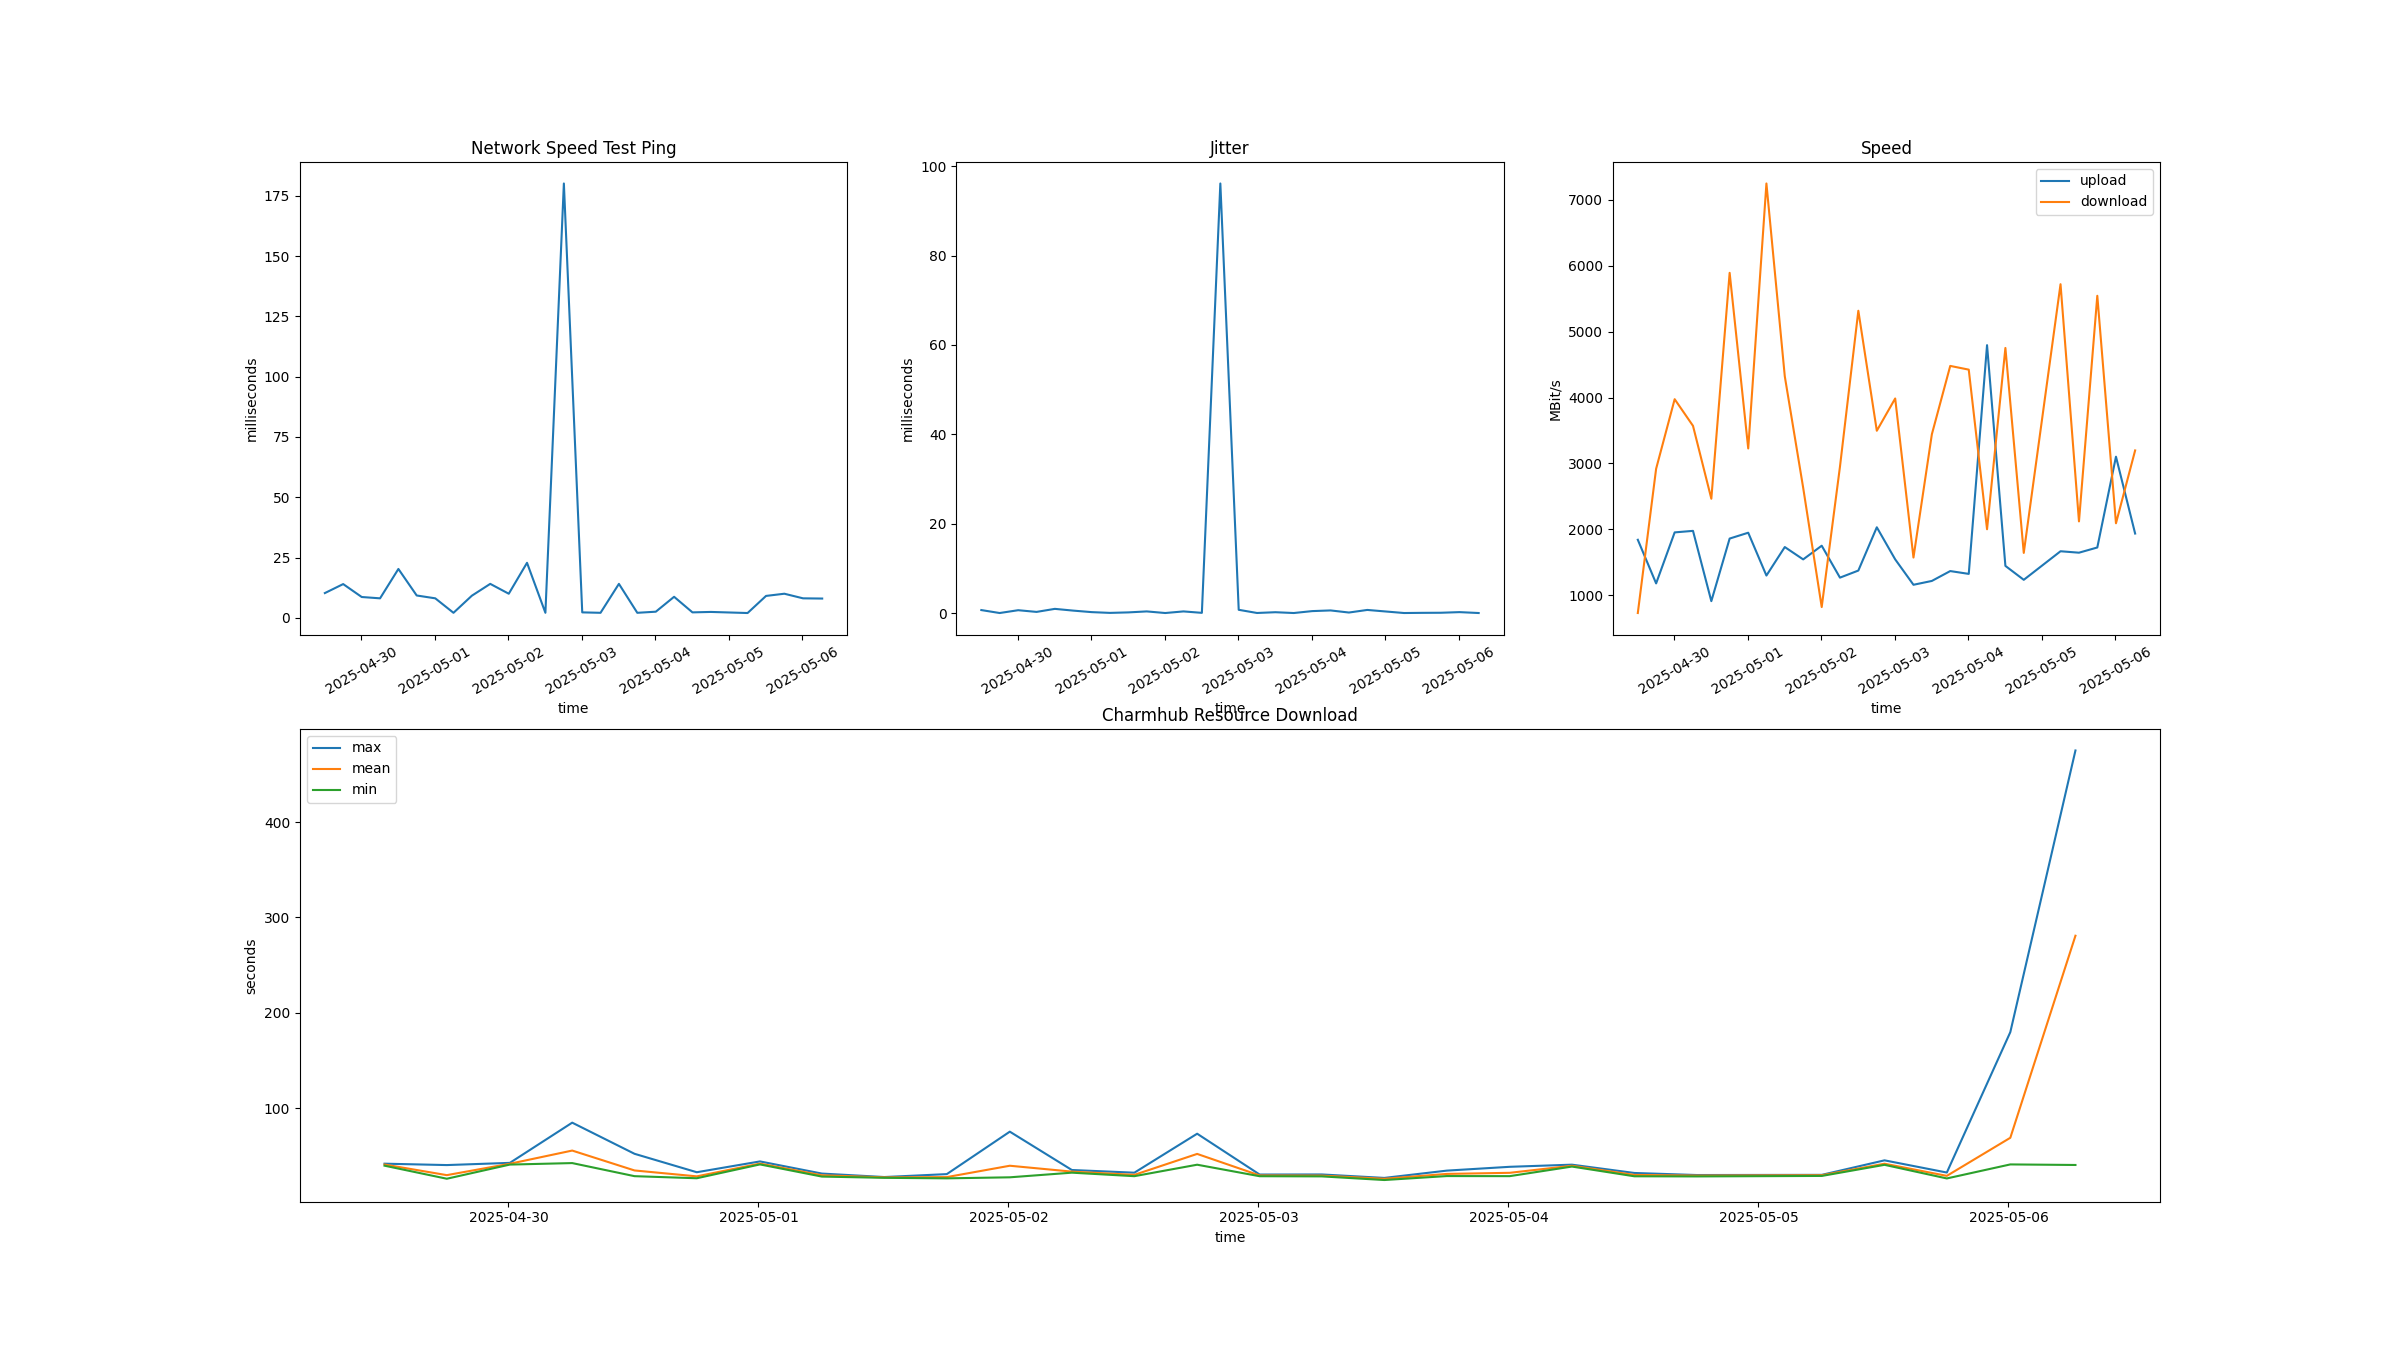 Network Speed Test Ping
milliseconds
175
150
125
100
75
50
25
0
2025-04-30 2025-05-01 2025-05-02 2025-05-03 2025-05-04 2025-05-05 2025-05-06
time
Jitter
milliseconds
100
80
60
40
20
0
2025-04-30 2025-05-01 2025-05-02 2025-05-03 2025-05-04 2025-05-05 2025-05-06
time
Speed
upload
download
MBit/s
7000
6000
5000
4000
3000
2000
1000
2025-04-30 2025-05-01 2025-05-02 2025-05-03 2025-05-04 2025-05-05 2025-05-06
time
Charmhub Resource Download
max
mean
min
seconds
400
300
200
100
2025-04-30 2025-05-01 2025-05-02 2025-05-03 2025-05-04 2025-05-05 2025-05-06
time